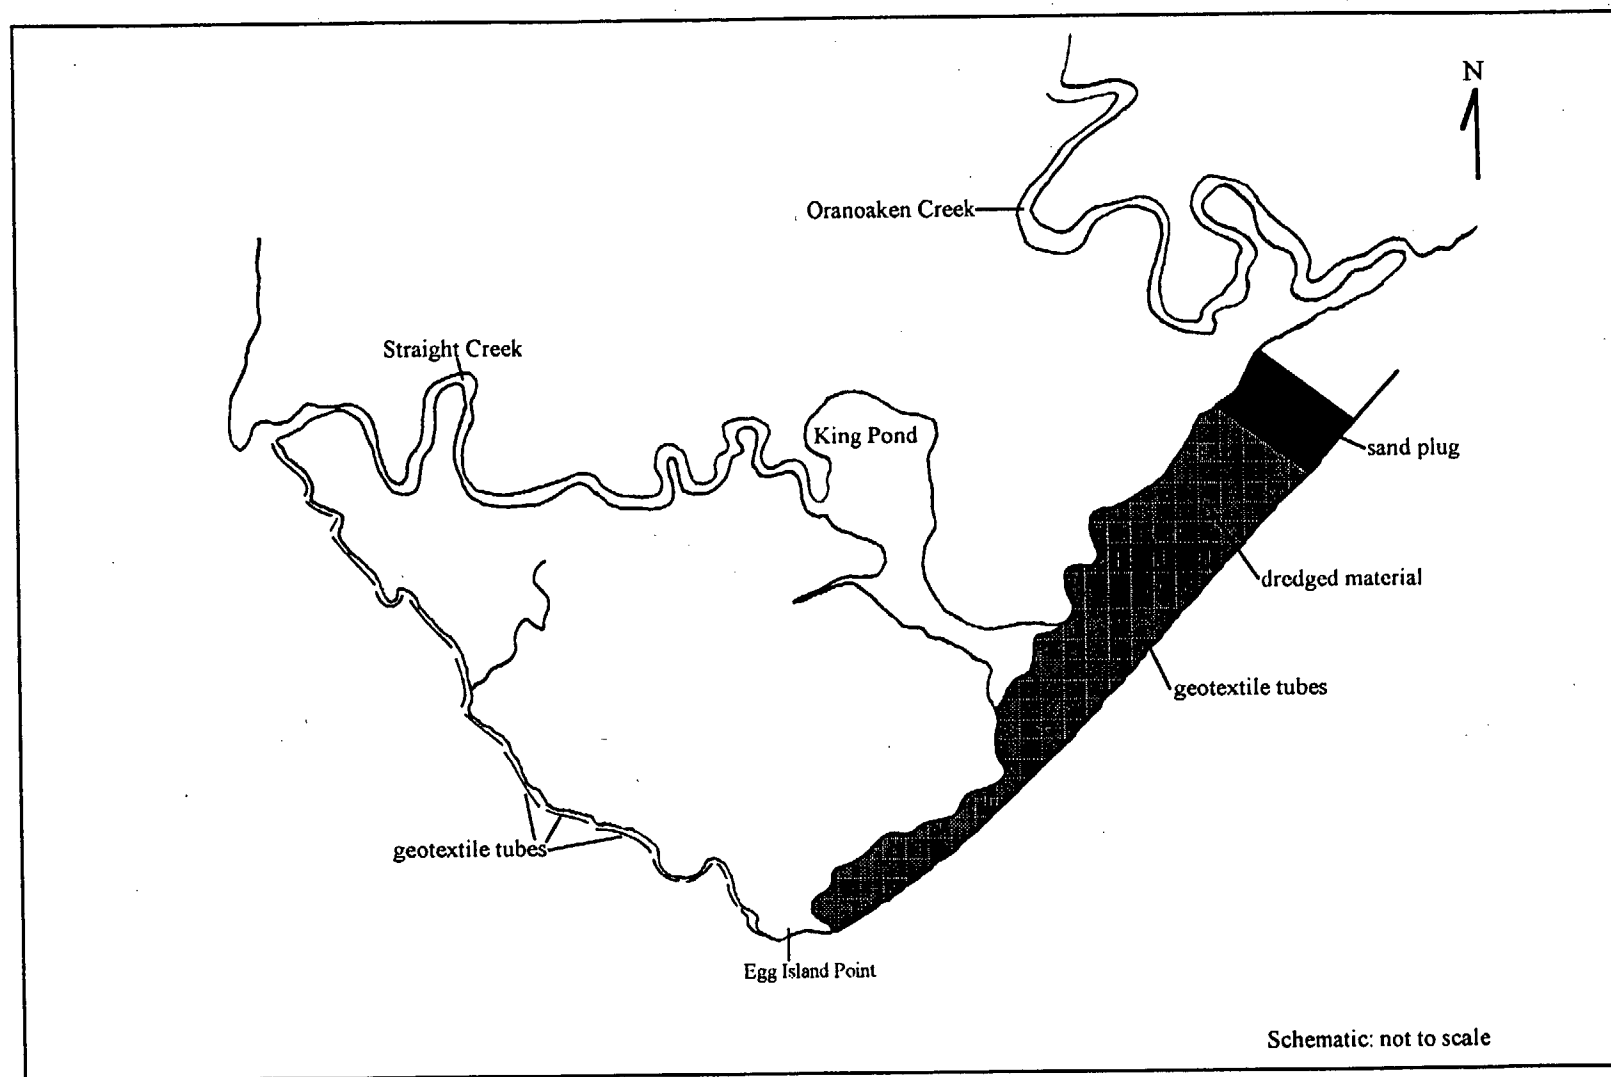 N
Oranoaken Creek
Straight Creek
King Pond
sand plug
dredged material
geotextile tubes
geotextile tubes
Egg Island Point
Schematic: not to scale